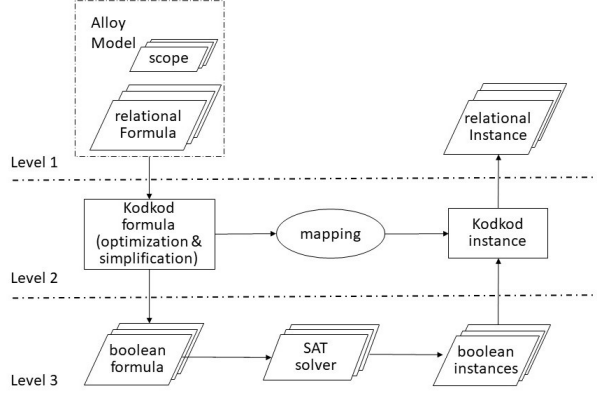 Alloy
Model
scope
relational
Formula
relational
Instance
Level 1
Kodkod
formula
(optimization &
simplification)
mapping
Kodkod
instance
Level 2
boolean
formula
SAT
solver
boolean
instances
Level 3